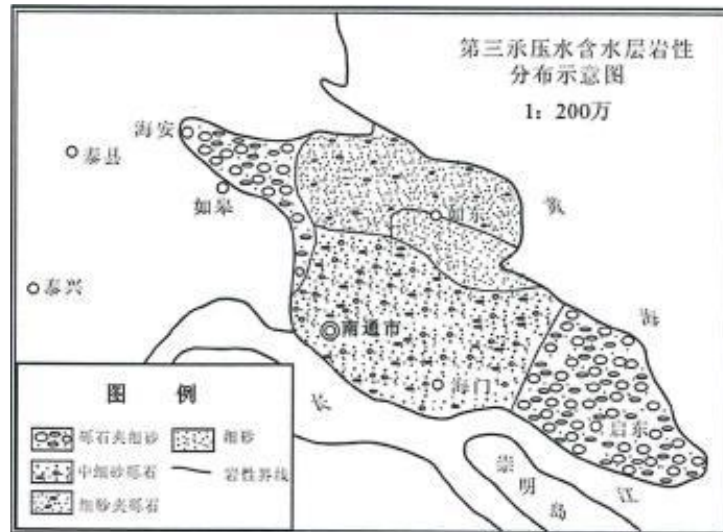 第三承压水含水层岩性
分布示意图
1：200万
海安
泰县
如皋
如东
黄
泰兴
海
南通市
海门
长
启东
江
崇
明
岛
图 例
砾石夹细砂
细砂
中细砂砾石
岩性界线
细砂夹砾石